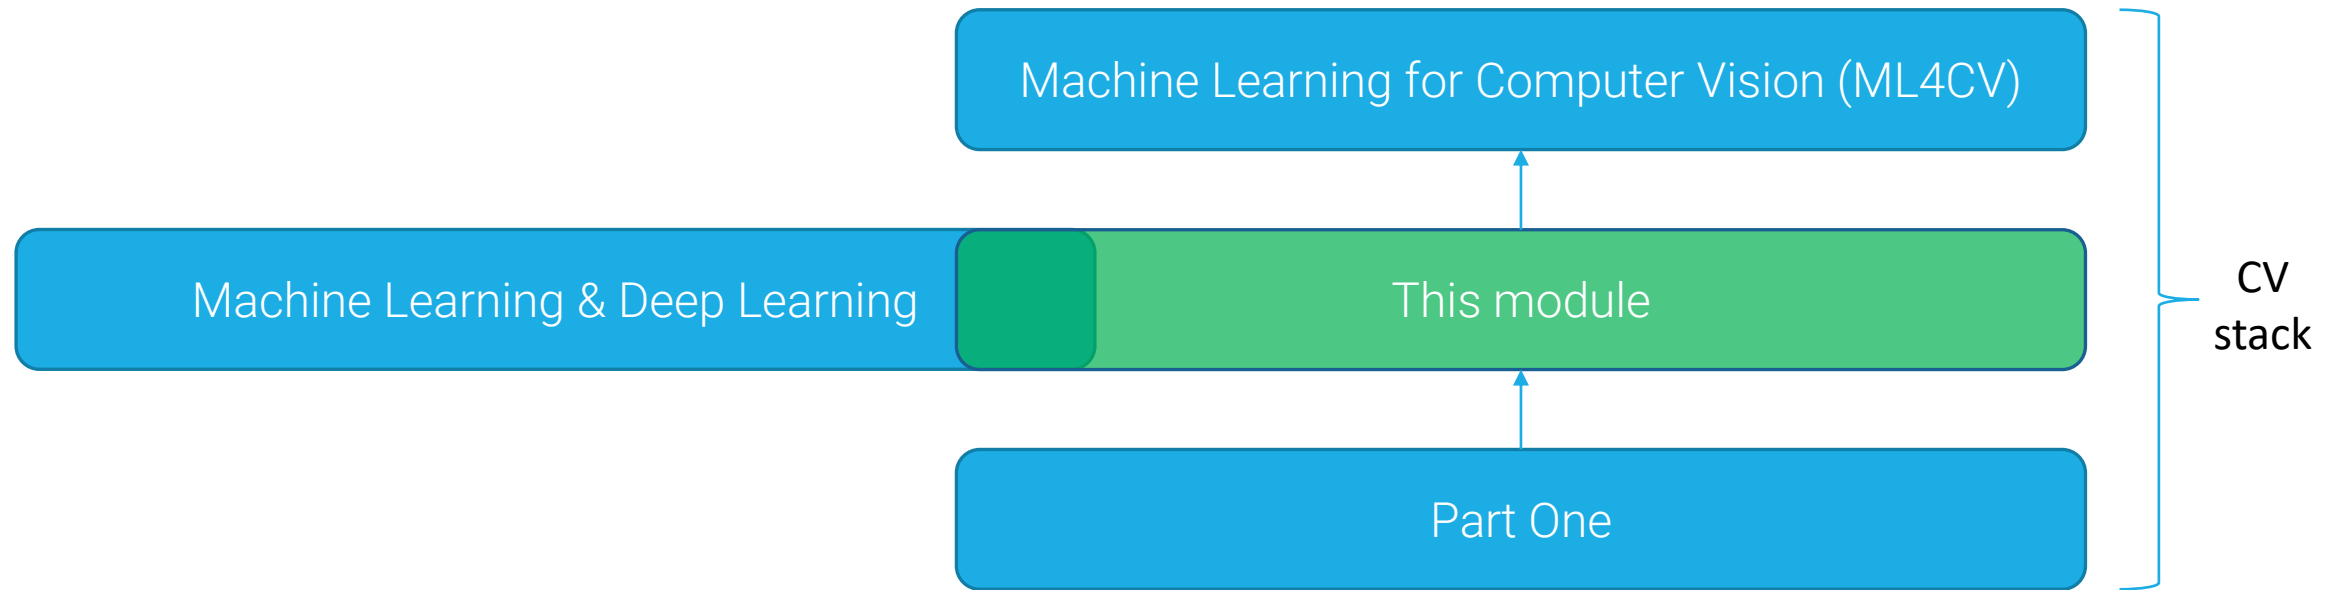 Machine Learning for Computer Vision (ML4CV)
Machine Learning & Deep Learning
This module
CV
stack
Part One